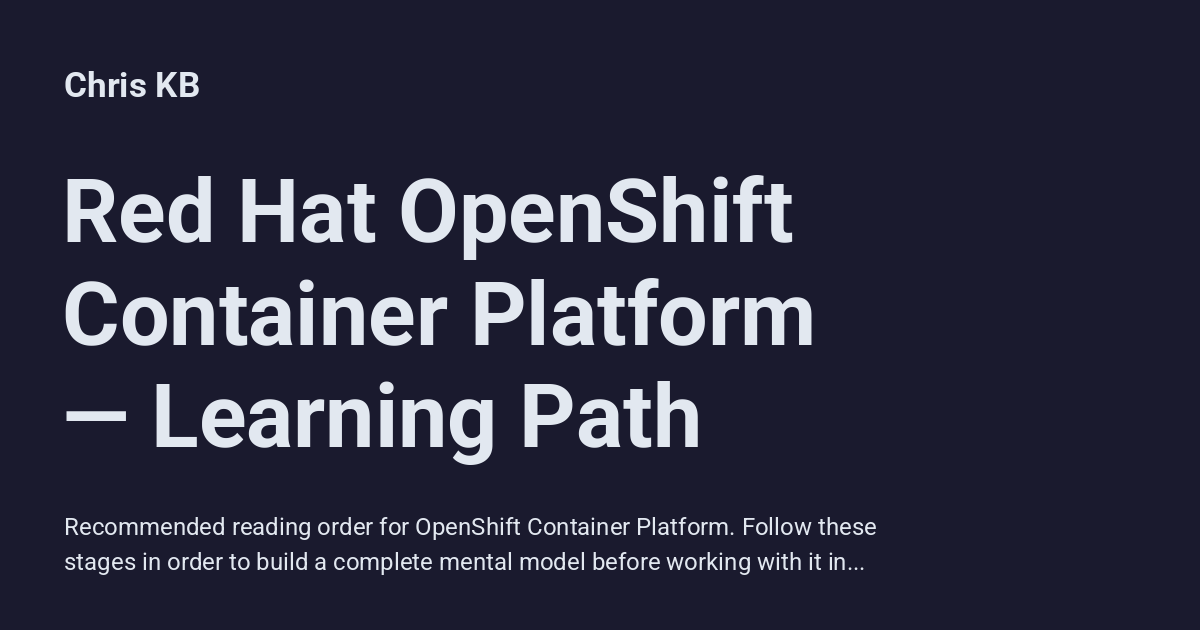 Chris KB
Red Hat OpenShift
Container Platform
— Learning Path
Recommended reading order for OpenShift Container Platform. Follow these
stages in order to build a complete mental model before working with it in...